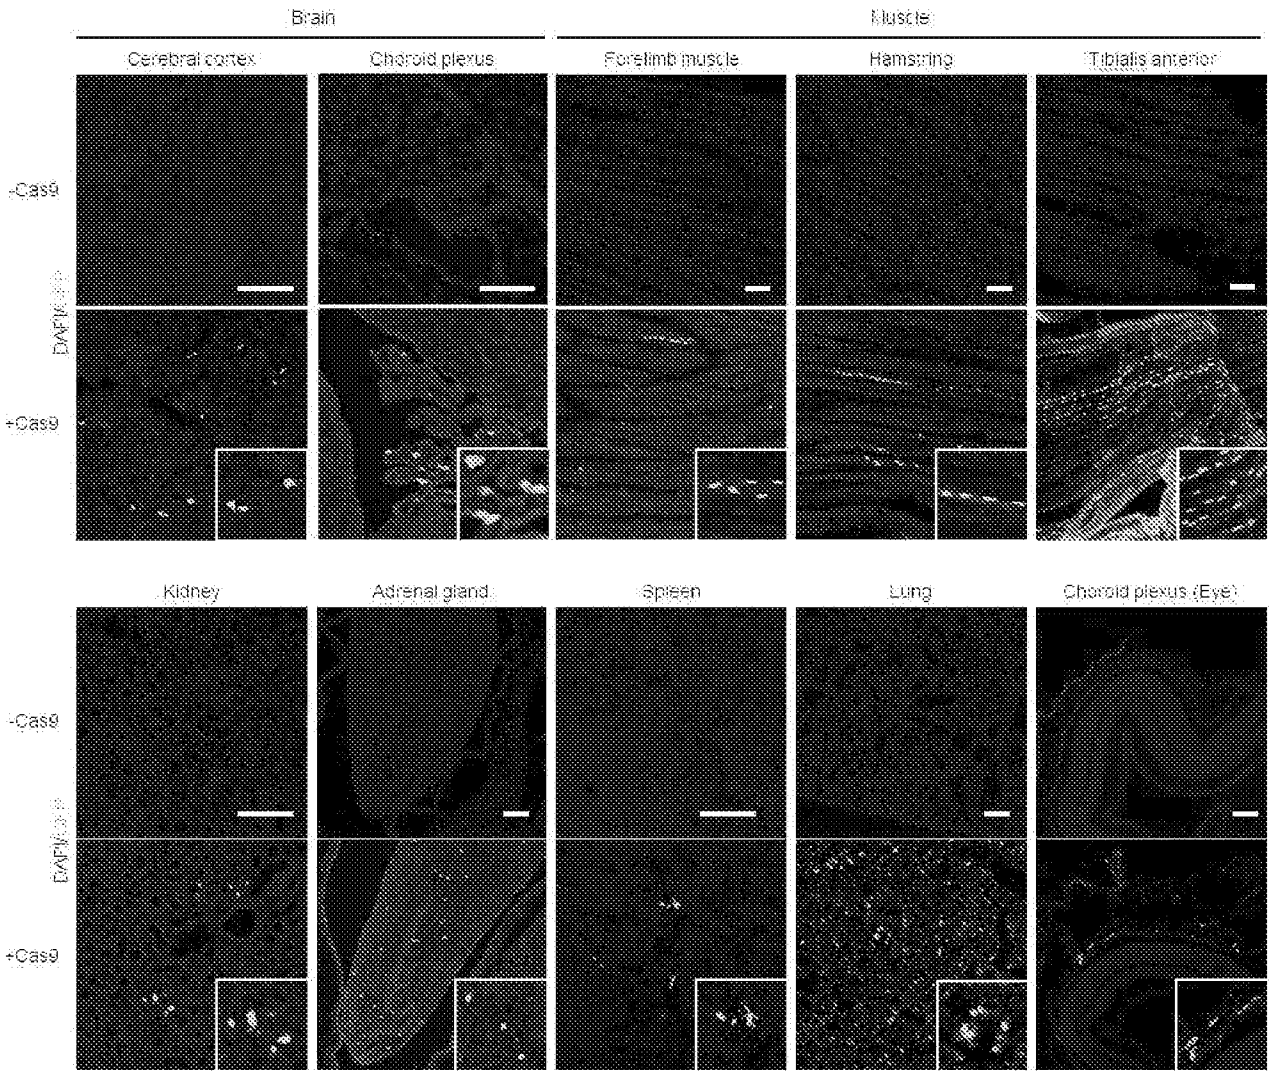 Brain
Muscle
Cerebral cortex
Choroid plexus
Forelimb muscle
Hamstring
Tibialis anterior
-Cas9
+Cas9
Kidney
Adrenal gland
Spleen
Lung
Choroid plexus (Eye)
-Cas9
+Cas9